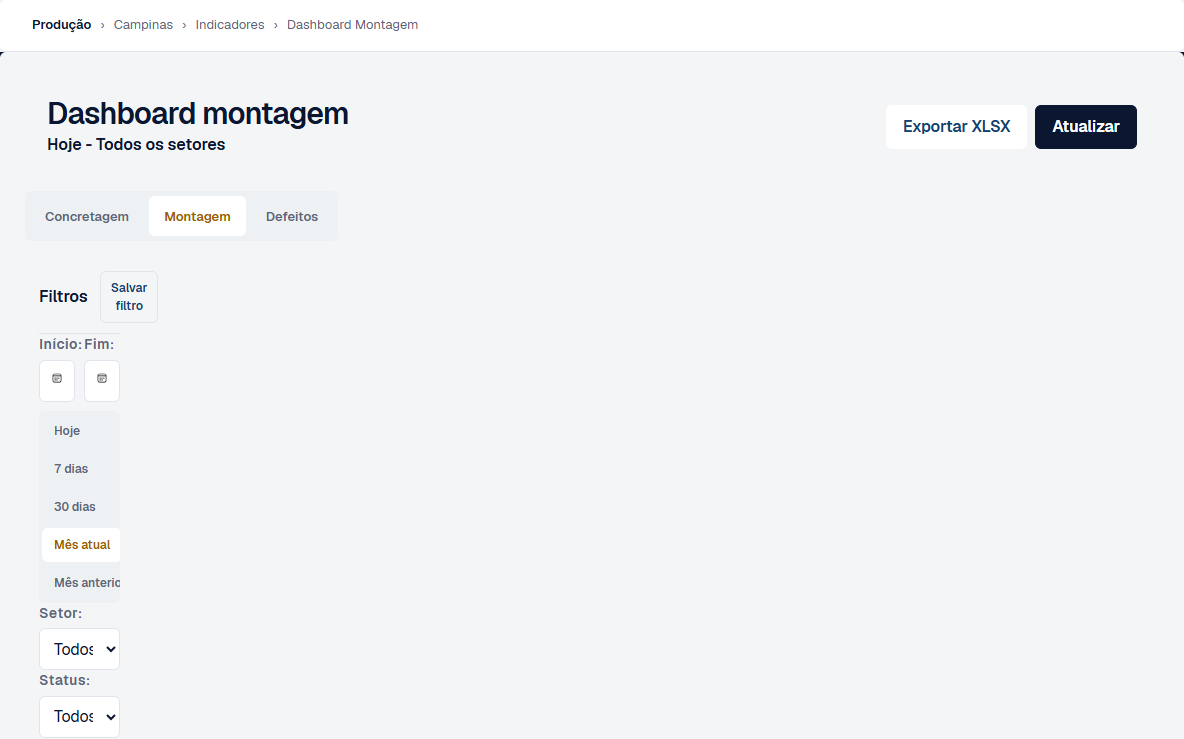 Produção › Campinas › Indicadores › Dashboard Montagem
Dashboard montagem
Hoje - Todos os setores
Exportar XLSX
Atualizar
Concretagem
Montagem
Defeitos
Filtros
Salvar
filtro
Início: Fim:
Hoje
7 dias
30 dias
Mês atual
Mês anterio
Setor:
Todos
Status:
Todos